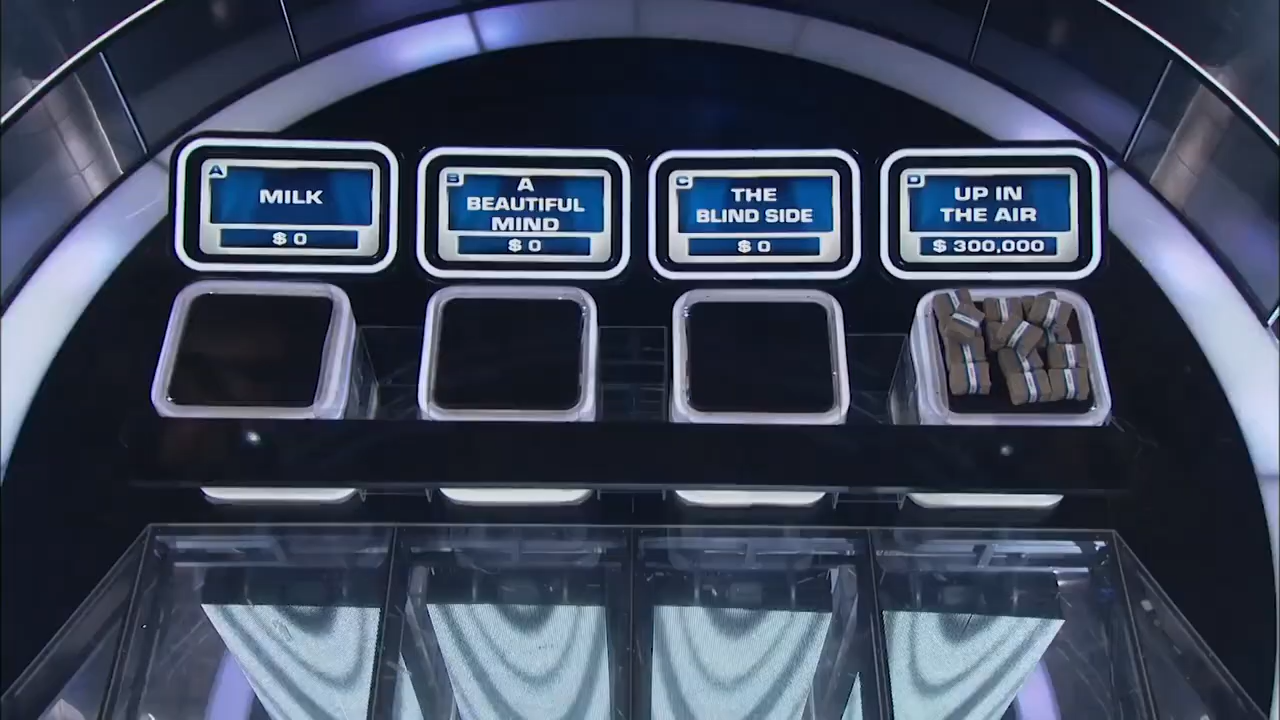 A
MILK
$ 0
B
A
BEAUTIFUL
MIND
$ 0
C
THE
BLIND SIDE
$ 0
D
UP IN
THE AIR
$ 300,000